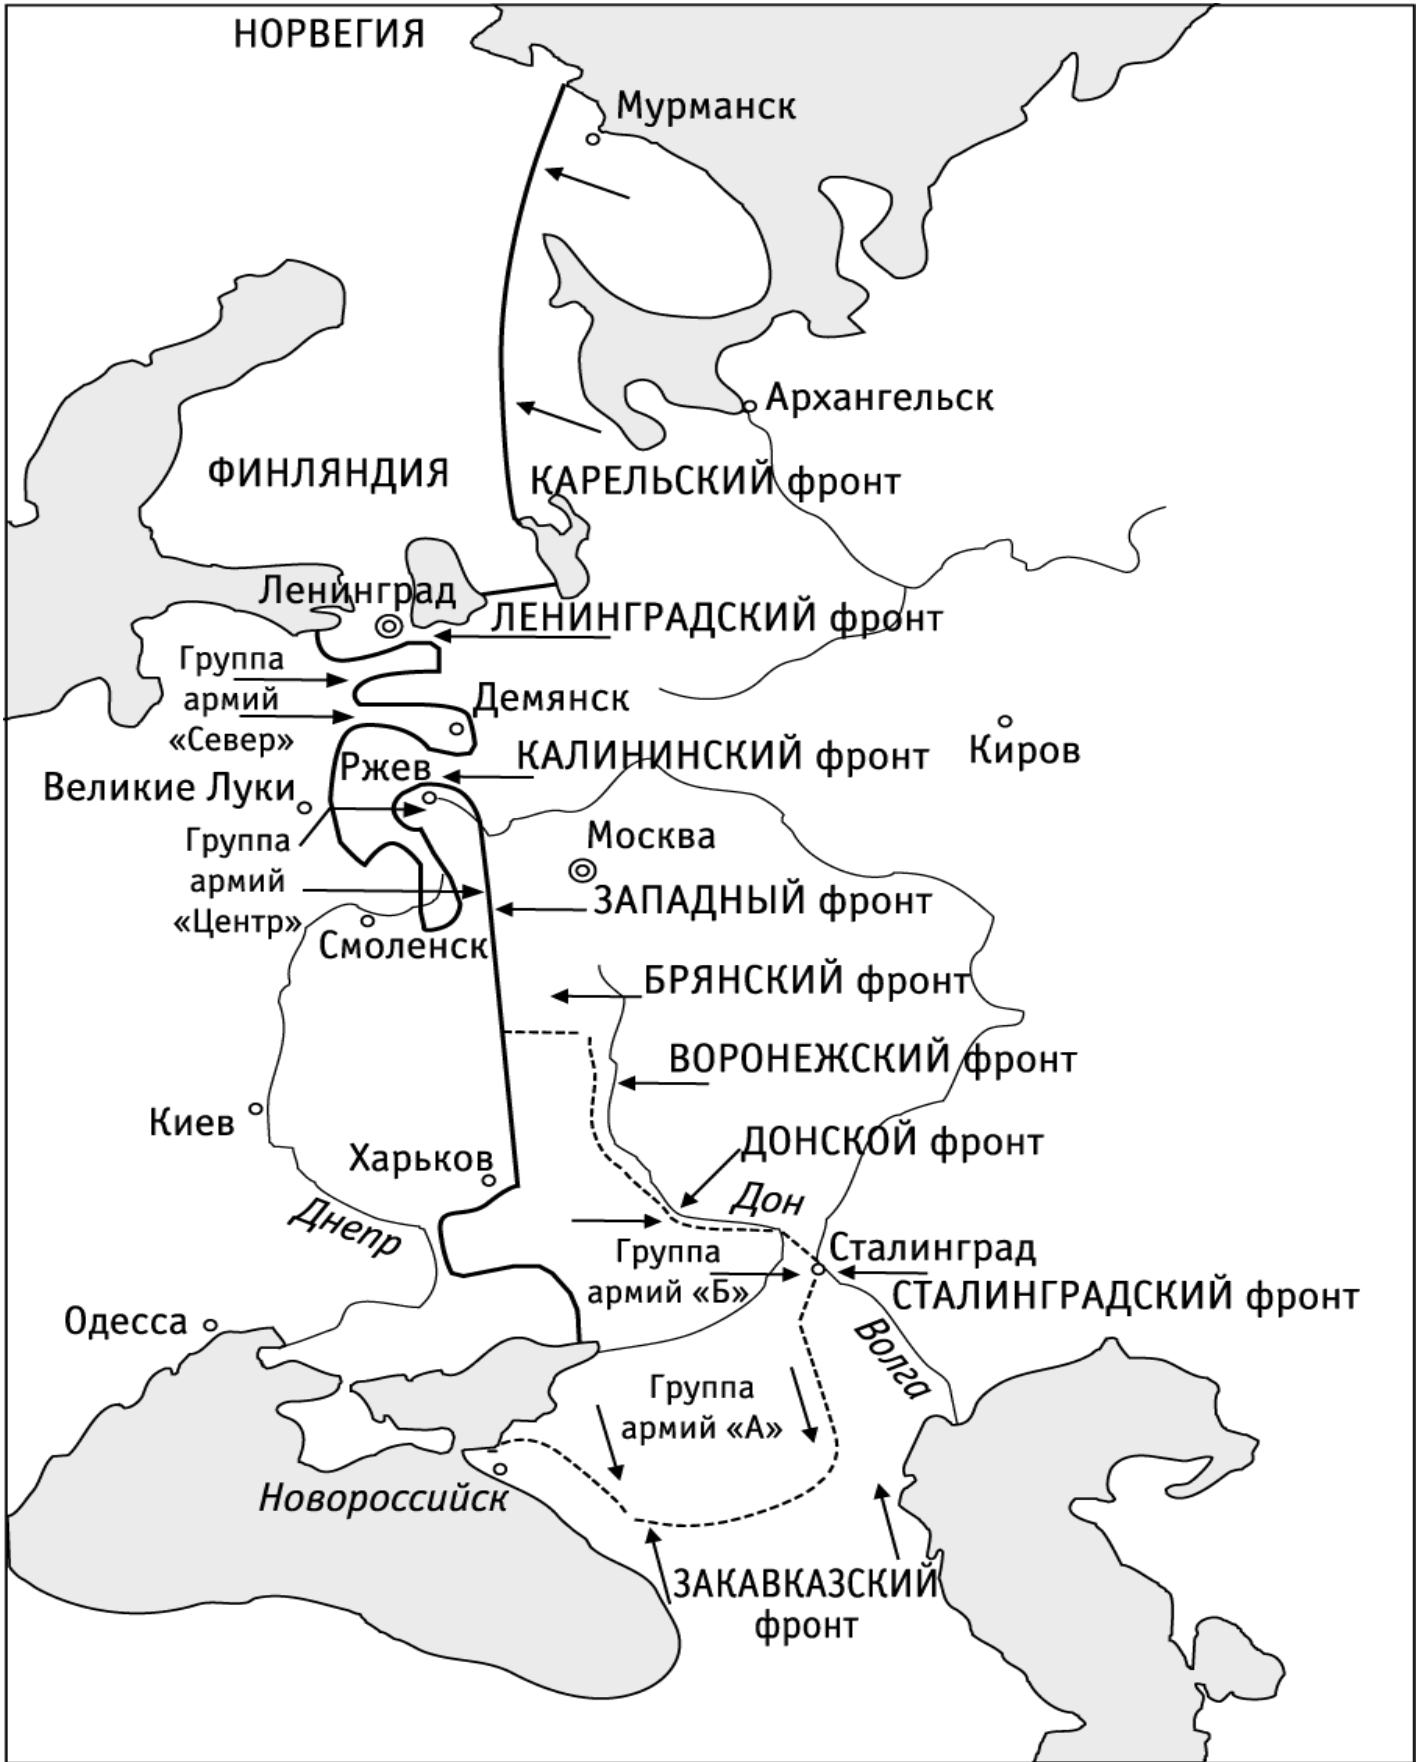 НОРВЕГИЯ
Мурманск
Архангельск
ФИНЛЯНДИЯ
КАРЕЛЬСКИЙ фронт
Ленинград
ЛЕНИНГРАДСКИЙ фронт
Группа
армий
«Север»
Демянск
Киров
КАЛИНИНСКИЙ фронт
Ржев
Великие Луки
Группа
армий
«Центр»
Москва
ЗАПАДНЫЙ фронт
Смоленск
БРЯНСКИЙ фронт
ВОРОНЕЖСКИЙ фронт
Киев
ДОНСКОЙ фронт
Харьков
Дон
Днепр
Группа
армий «Б»
Сталинград
СТАЛИНГРАДСКИЙ фронт
Одесса
Волга
Группа
армий «А»
Новороссийск
ЗАКАВКАЗСКИЙ
фронт